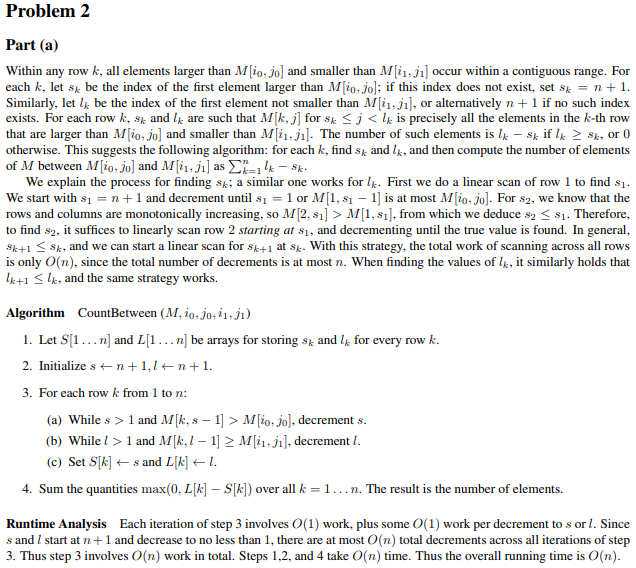 Problem 2
Part (a)
Within any row k, all elements larger than M[i₀, j₀] and smaller than M[i₁, j₁] occur within a contiguous range. For
each k, let sₖ be the index of the first element larger than M[i₀, j₀]; if this index does not exist, set sₖ = n + 1.
Similarly, let lₖ be the index of the first element not smaller than M[i₁, j₁], or alternatively n + 1 if no such index
exists. For each row k, sₖ and lₖ are such that M[k, j] for sₖ ≤ j < lₖ is precisely all the elements in the k-th row
that are larger than M[i₀, j₀] and smaller than M[i₁, j₁]. The number of such elements is lₖ − sₖ if lₖ ≥ sₖ, or 0
otherwise. This suggests the following algorithm: for each k, find sₖ and lₖ, and then compute the number of elements
of M between M[i₀, j₀] and M[i₁, j₁] as ∑ⁿₖ₌₁ lₖ − sₖ.
We explain the process for finding sₖ; a similar one works for lₖ. First we do a linear scan of row 1 to find s₁.
We start with s₁ = n + 1 and decrement until s₁ = 1 or M[1, s₁ − 1] is at most M[i₀, j₀]. For s₂, we know that the
rows and columns are monotonically increasing, so M[2, s₁] > M[1, s₁], from which we deduce s₂ ≤ s₁. Therefore,
to find s₂, it suffices to linearly scan row 2 starting at s₁, and decrementing until the true value is found. In general,
sₖ₊₁ ≤ sₖ, and we can start a linear scan for sₖ₊₁ at sₖ. With this strategy, the total work of scanning across all rows
is only O(n), since the total number of decrements is at most n. When finding the values of lₖ, it similarly holds that
lₖ₊₁ ≤ lₖ, and the same strategy works.
Algorithm CountBetween (M, i₀, j₀, i₁, j₁)
1. Let S[1 . . . n] and L[1 . . . n] be arrays for storing sₖ and lₖ for every row k.
2. Initialize s ← n + 1, l ← n + 1.
3. For each row k from 1 to n:
(a) While s > 1 and M[k, s − 1] > M[i₀, j₀], decrement s.
(b) While l > 1 and M[k, l − 1] ≥ M[i₁, j₁], decrement l.
(c) Set S[k] ← s and L[k] ← l.
4. Sum the quantities max(0, L[k] − S[k]) over all k = 1 . . . n. The result is the number of elements.
Runtime Analysis Each iteration of step 3 involves O(1) work, plus some O(1) work per decrement to s or l. Since
s and l start at n + 1 and decrease to no less than 1, there are at most O(n) total decrements across all iterations of step
3. Thus step 3 involves O(n) work in total. Steps 1,2, and 4 take O(n) time. Thus the overall running time is O(n).